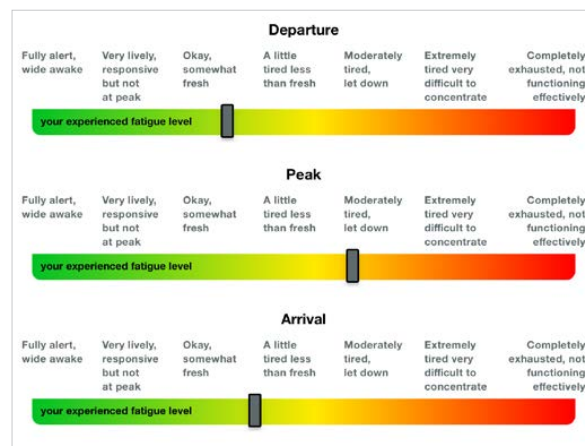 Departure
Fully alert, Very lively, Okay, A little Moderately Extremely Completely
wide awake responsive somewhat tired less tired, tired very exhausted, not
but not fresh than fresh let down difficult to functioning
at peak concentrate effectively
your experienced fatigue level
Peak
Fully alert, Very lively, Okay, A little Moderately Extremely Completely
wide awake responsive somewhat tired less tired, tired very exhausted, not
but not fresh than fresh let down difficult to functioning
at peak concentrate effectively
your experienced fatigue level
Arrival
Fully alert, Very lively, Okay, A little Moderately Extremely Completely
wide awake responsive somewhat tired less tired, tired very exhausted, not
but not fresh than fresh let down difficult to functioning
at peak concentrate effectively
your experienced fatigue level